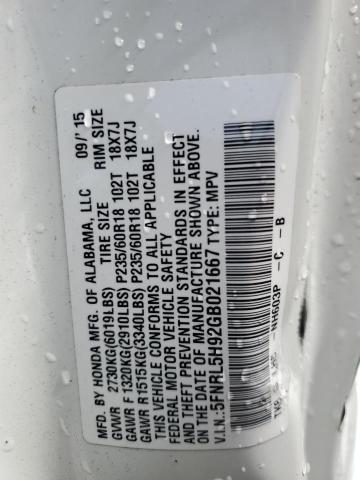 MFD. BY HONDA MFG. OF ALABAMA, LLC 09/'15
TIRE SIZE RIM SIZE
GVWR 2730KG(6019LBS)
GAWR F 1320KG(2910LBS) P235/60R18 102T 18X7J
GAWR R1515KG(3340LBS) P235/60R18 102T 18X7J
THIS VEHICLE CONFORMS TO ALL APPLICABLE
FEDERAL MOTOR VEHICLE SAFETY
AND THEFT PREVENTION STANDARDS IN EFFECT
ON THE DATE OF MANUFACTURE SHOWN ABOVE.
V.I.N.:5FNRL5H92GB021667 TYPE: MPV
NH603P - C - B